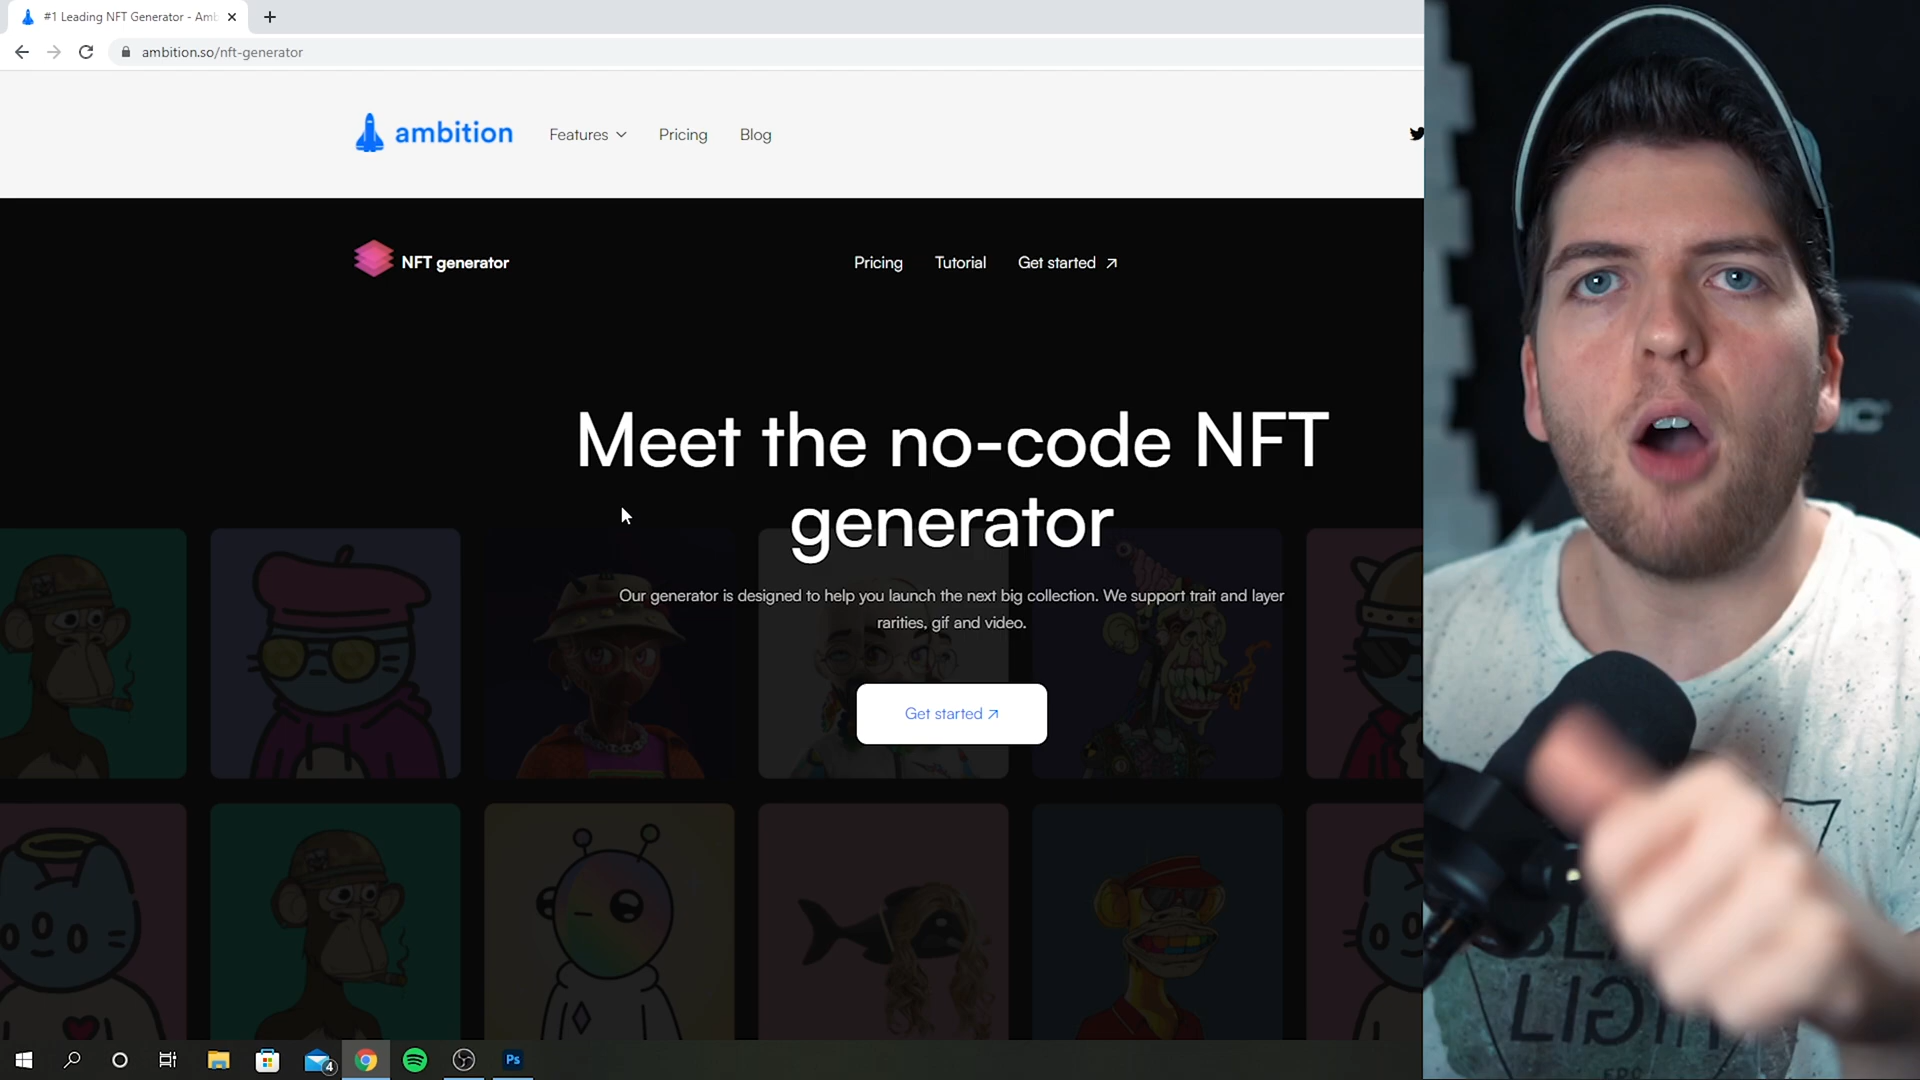 #1 Leading NFT Generator - Amb
ambition.so/nft-generator
ambition
Features
Pricing
Blog
NFT generator
Pricing
Tutorial
Get started
Meet the no-code NFT
generator
Our generator is designed to help you launch the next big collection. We support trait and layer
rarities, gif and video.
Get started
4
Ps